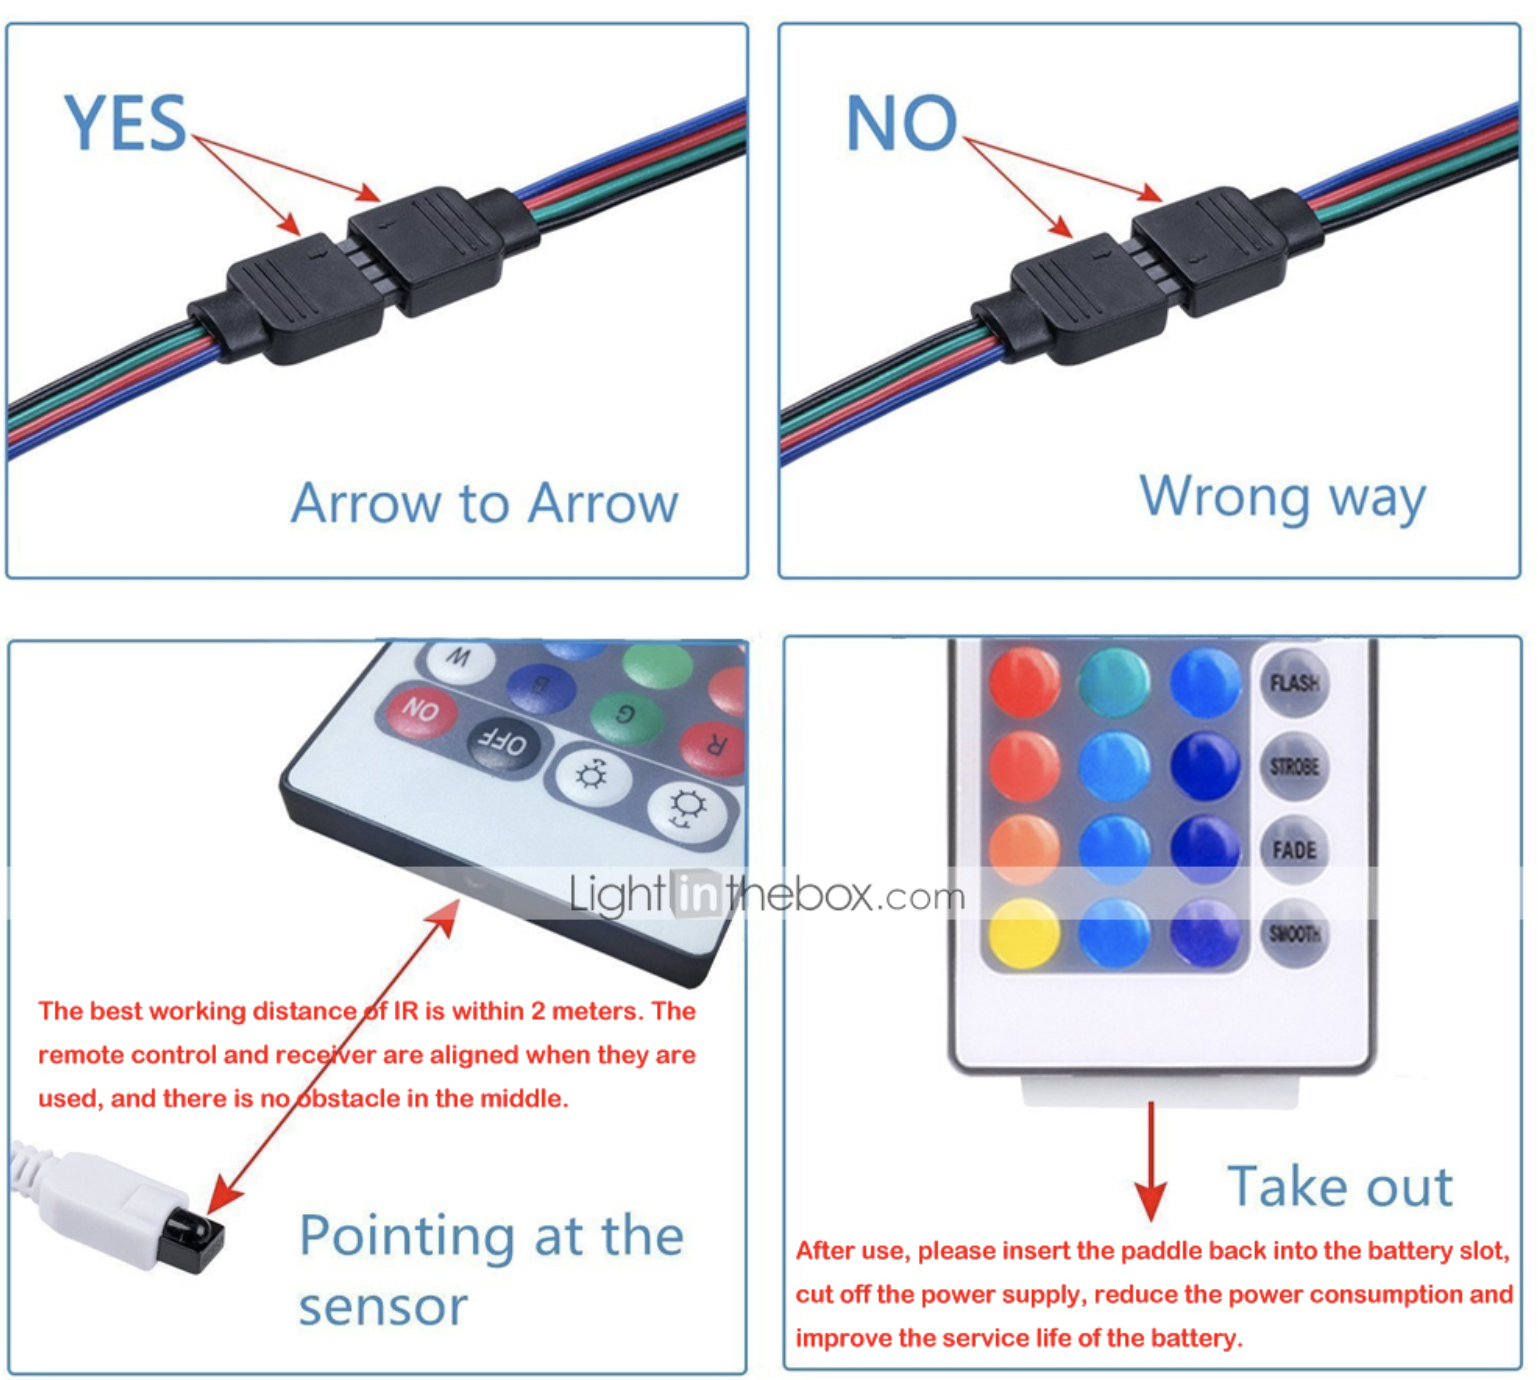 YES
Arrow to Arrow
NO
Wrong way
W
B
ON
OFF
G
R
The best working distance of IR is within 2 meters. The
remote control and receiver are aligned when they are
used, and there is no obstacle in the middle.
Pointing at the
sensor
FLASH
STROBE
FADE
SMOOTH
Lightinthebox.com
Take out
After use, please insert the paddle back into the battery slot,
cut off the power supply, reduce the power consumption and
improve the service life of the battery.